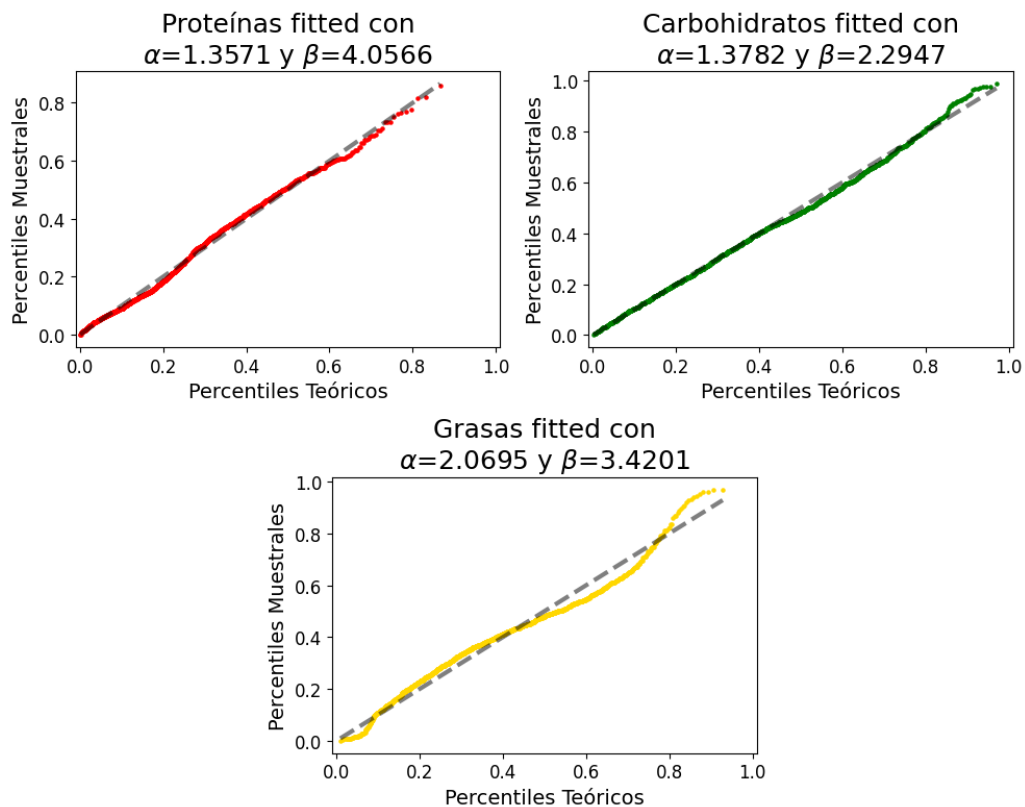 Proteínas fitted con
α=1.3571 y β=4.0566
Percentiles Muestrales
0.8
0.6
0.4
0.2
0.0
0.0 0.2 0.4 0.6 0.8 1.0
Percentiles Teóricos
Carbohidratos fitted con
α=1.3782 y β=2.2947
Percentiles Muestrales
1.0
0.8
0.6
0.4
0.2
0.0
0.0 0.2 0.4 0.6 0.8 1.0
Percentiles Teóricos
Grasas fitted con
α=2.0695 y β=3.4201
Percentiles Muestrales
1.0
0.8
0.6
0.4
0.2
0.0
0.0 0.2 0.4 0.6 0.8 1.0
Percentiles Teóricos